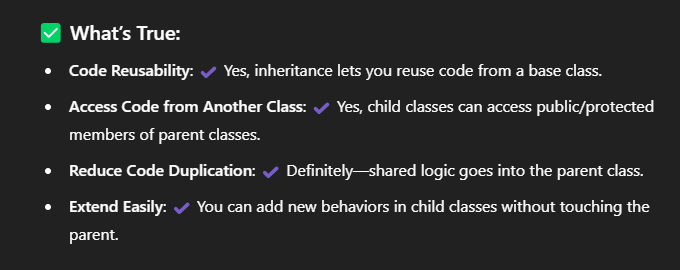 ✅ What's True:
• Code Reusability: ✔ Yes, inheritance lets you reuse code from a base class.
• Access Code from Another Class: ✔ Yes, child classes can access public/protected
members of parent classes.
• Reduce Code Duplication: ✔ Definitely—shared logic goes into the parent class.
• Extend Easily: ✔ You can add new behaviors in child classes without touching the
parent.